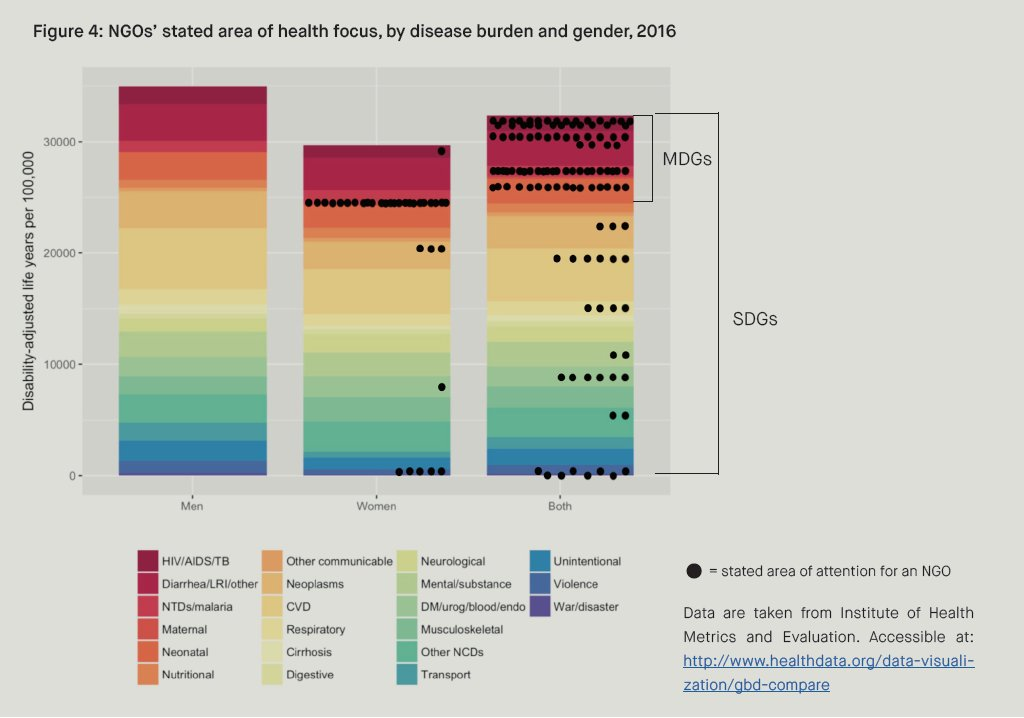 Figure 4: NGOs’ stated area of health focus, by disease burden and gender, 2016
Disability-adjusted life years per 100,000
30000
20000
10000
0
Men
Women
Both
MDGs
SDGs
HIV/AIDS/TB
Diarrhea/LRI/other
NTDs/malaria
Maternal
Neonatal
Nutritional
Other communicable
Neoplasms
CVD
Respiratory
Cirrhosis
Digestive
Neurological
Mental/substance
DM/urog/blood/endo
Musculoskeletal
Other NCDs
Transport
Unintentional
Violence
War/disaster
= stated area of attention for an NGO
Data are taken from Institute of Health
Metrics and Evaluation. Accessible at:
http://www.healthdata.org/data-visuali-
zation/gbd-compare